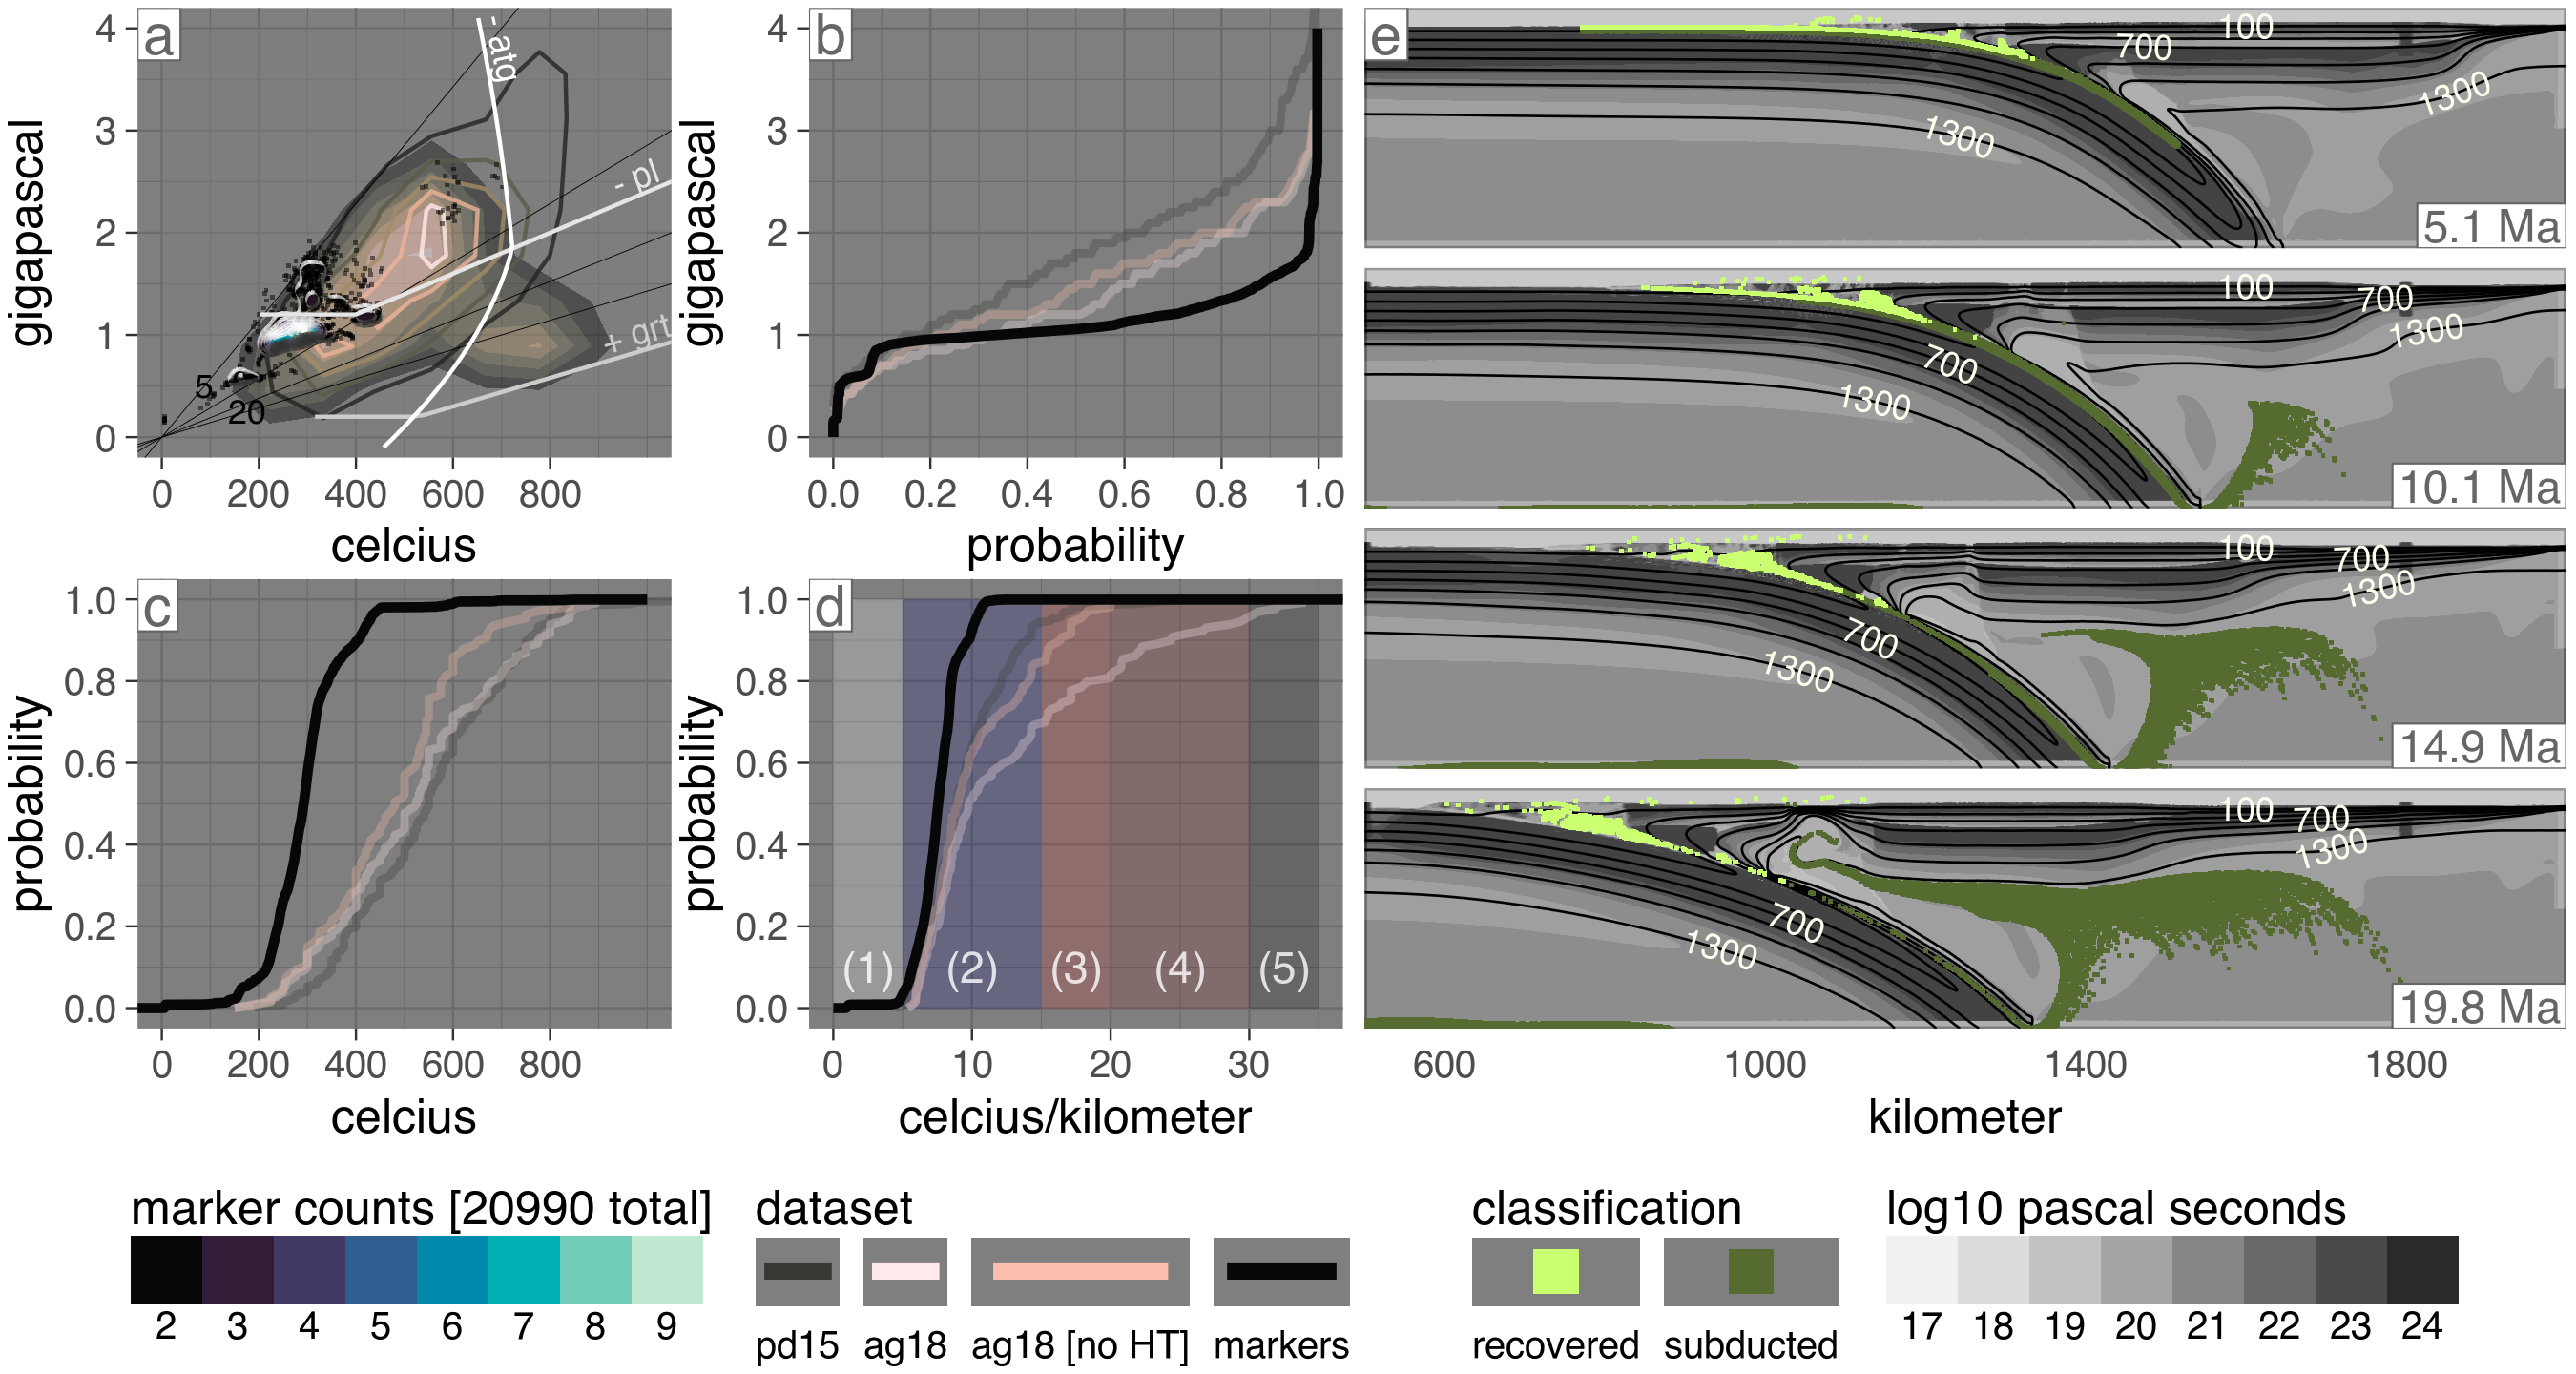 a
4
3
2
1
0
gigapascal
- atg
- pl
+ grt
5
20
0 200 400 600 800
celcius
b
4
3
2
1
0
gigapascal
0.0 0.2 0.4 0.6 0.8 1.0
probability
c
1.0
0.8
0.6
0.4
0.2
0.0
probability
0 200 400 600 800
celcius
d
1.0
0.8
0.6
0.4
0.2
0.0
probability
(1) (2) (3) (4) (5)
0 10 20 30
celcius/kilometer
e
100
700
1300
1300
5.1 Ma
100
700
1300
700
1300
10.1 Ma
100
700
1300
700
1300
14.9 Ma
100
700
1300
700
1300
19.8 Ma
600 1000 1400 1800
kilometer
marker counts [20990 total]
2 3 4 5 6 7 8 9
dataset
pd15 ag18 ag18 [no HT] markers
classification
recovered subducted
log10 pascal seconds
17 18 19 20 21 22 23 24